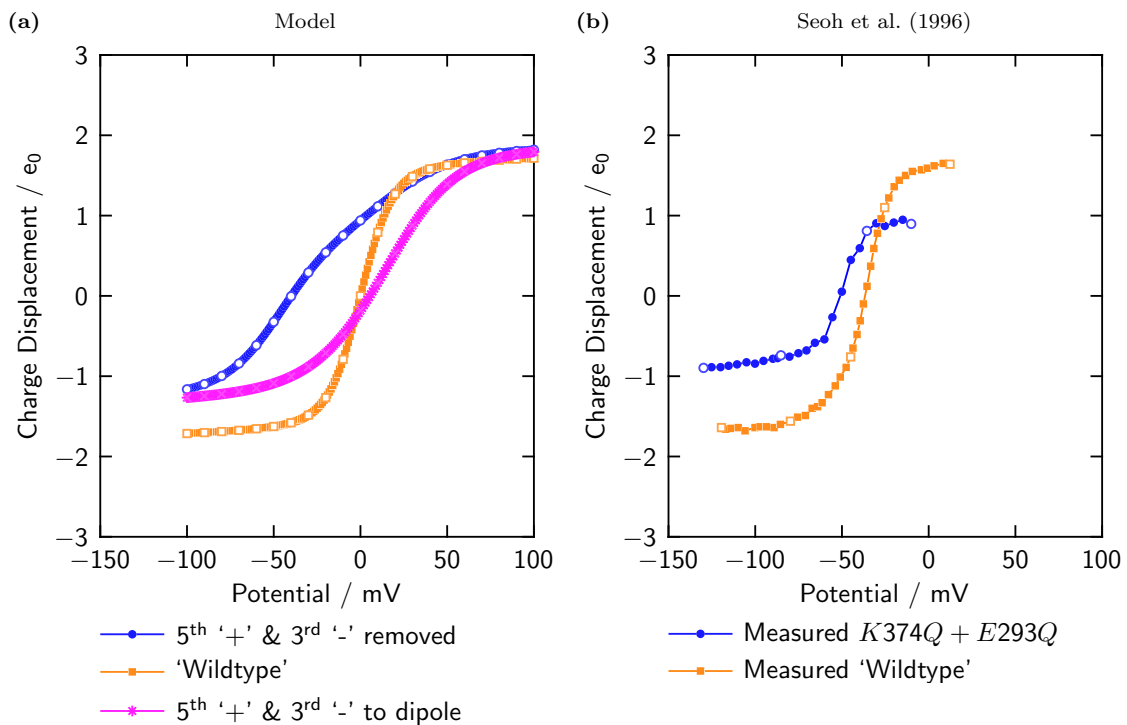 (a) Model
3
2
1
0
−1
−2
−3
Charge Displacement / e₀
−150 −100 −50 0 50 100
Potential / mV
5ᵗʰ ‘+’ & 3ʳᵈ ‘-’ removed
‘Wildtype’
5ᵗʰ ‘+’ & 3ʳᵈ ‘-’ to dipole
(b) Seoh et al. (1996)
3
2
1
0
−1
−2
−3
Charge Displacement / e₀
−150 −100 −50 0 50 100
Potential / mV
Measured K374Q + E293Q
Measured ‘Wildtype’